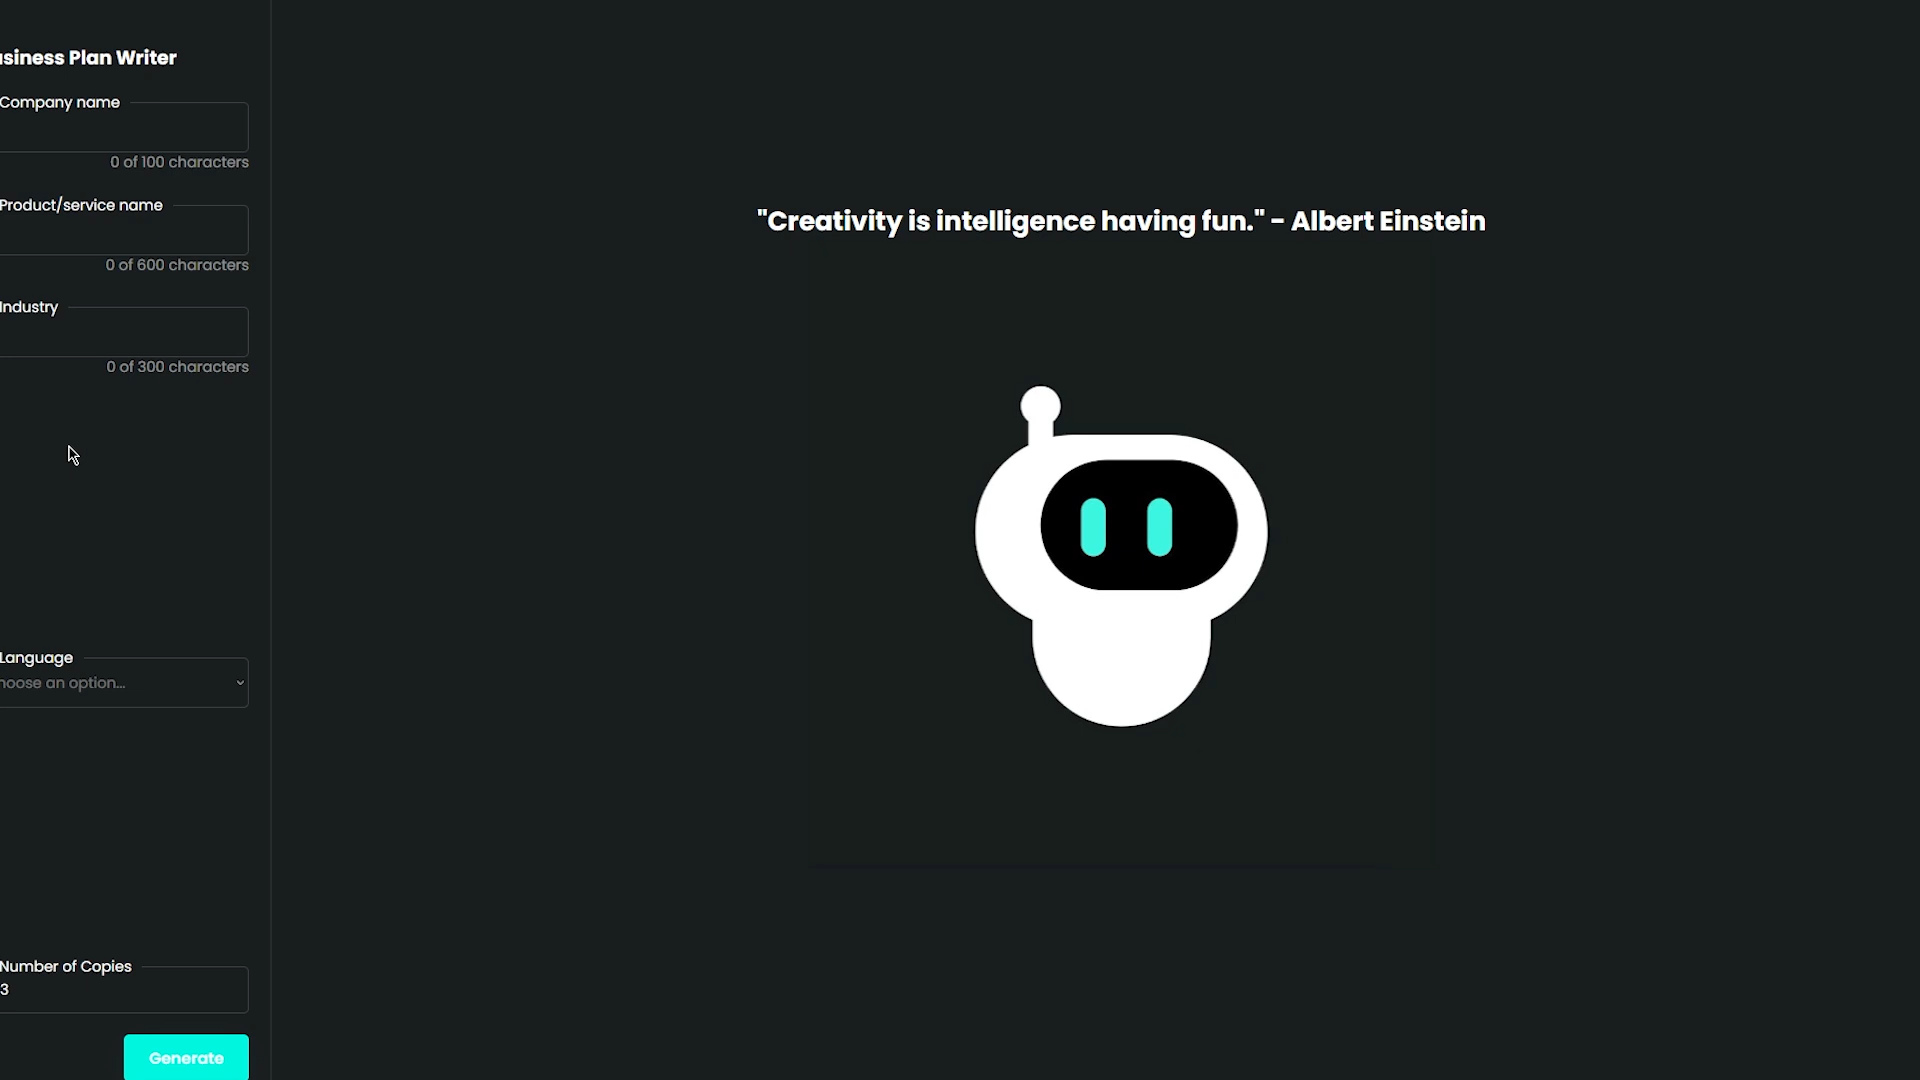 usiness Plan Writer
Company name
0 of 100 characters
Product/service name
0 of 600 characters
Industry
0 of 300 characters
"Creativity is intelligence having fun." - Albert Einstein
Language
hoose an option...
Number of Copies
3
Generate